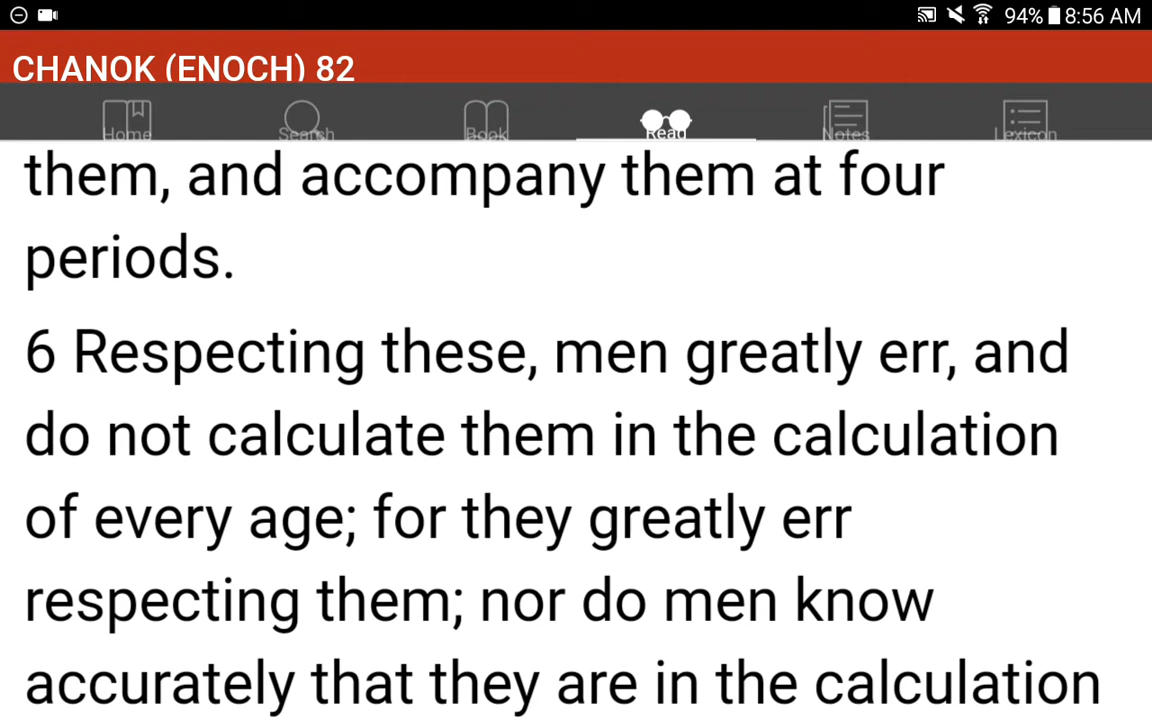 94% 8:56 AM
CHANOK (ENOCH) 82
Home Search Book Read Notes Lexicon
them, and accompany them at four
periods.
6 Respecting these, men greatly err, and
do not calculate them in the calculation
of every age; for they greatly err
respecting them; nor do men know
accurately that they are in the calculation